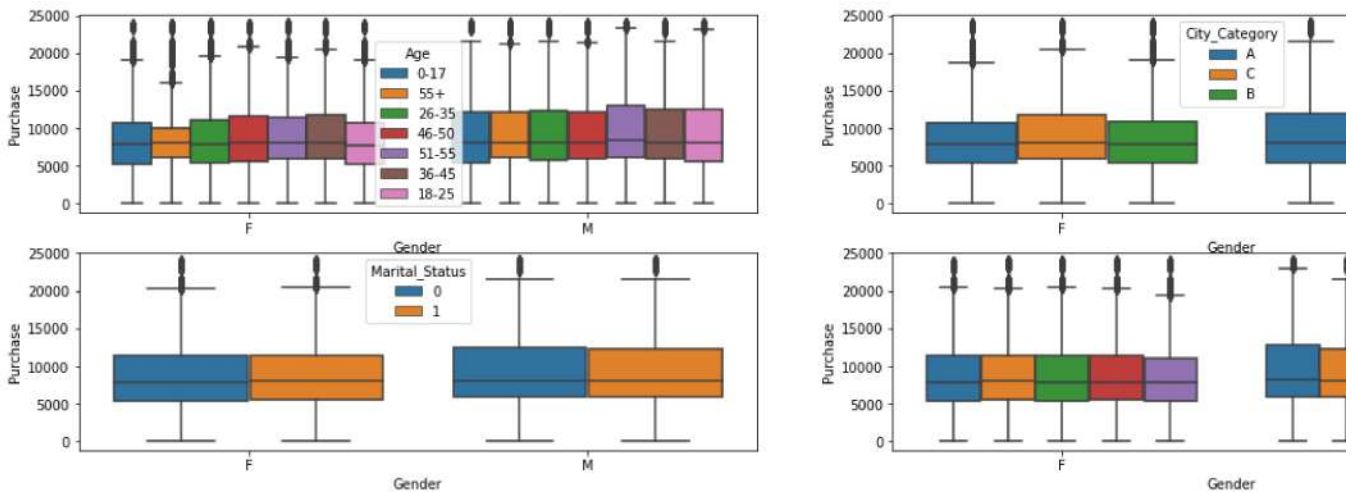 25000
20000
15000
10000
5000
0
Purchase
Age
0-17
55+
26-35
46-50
51-55
36-45
18-25
F
M
Gender
25000
20000
15000
10000
5000
0
Purchase
City_Category
A
C
B
F
Gender
25000
20000
15000
10000
5000
0
Purchase
Marital_Status
0
1
F
M
Gender
25000
20000
15000
10000
5000
0
Purchase
F
Gender